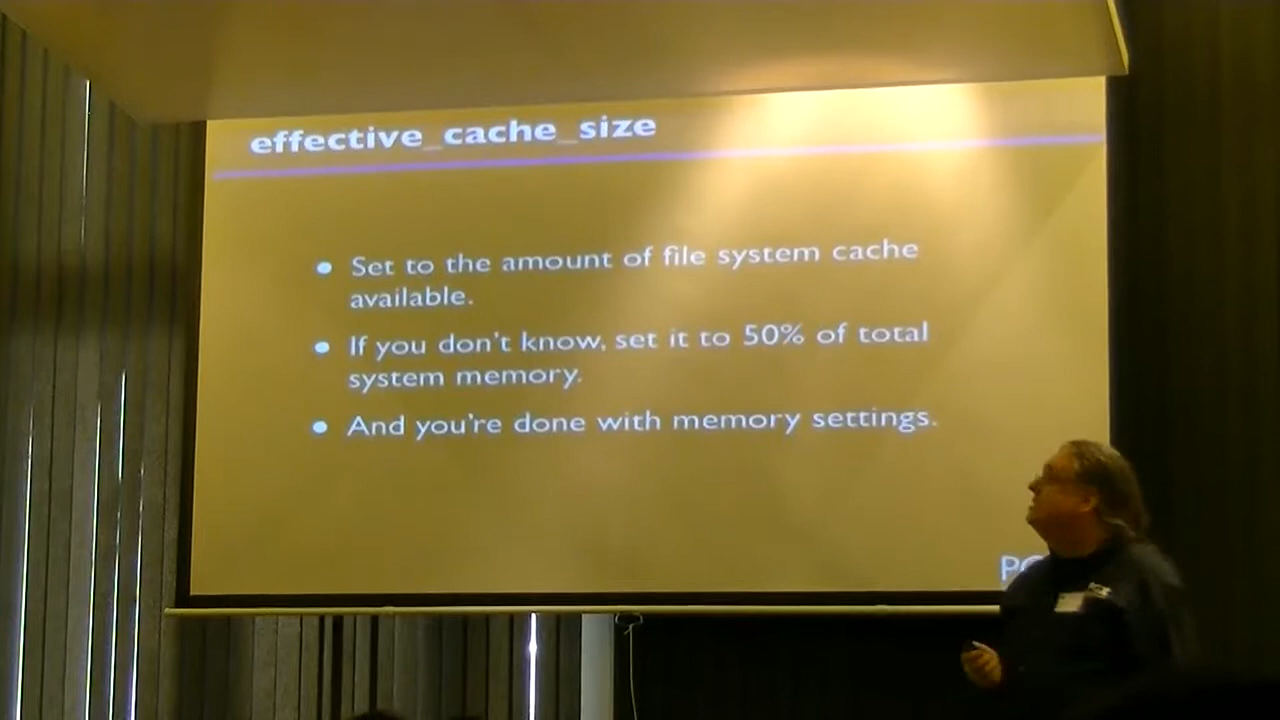 effective_cache_size
Set to the amount of file system cache
available.
If you don't know, set it to 50% of total
system memory.
And you're done with memory settings.